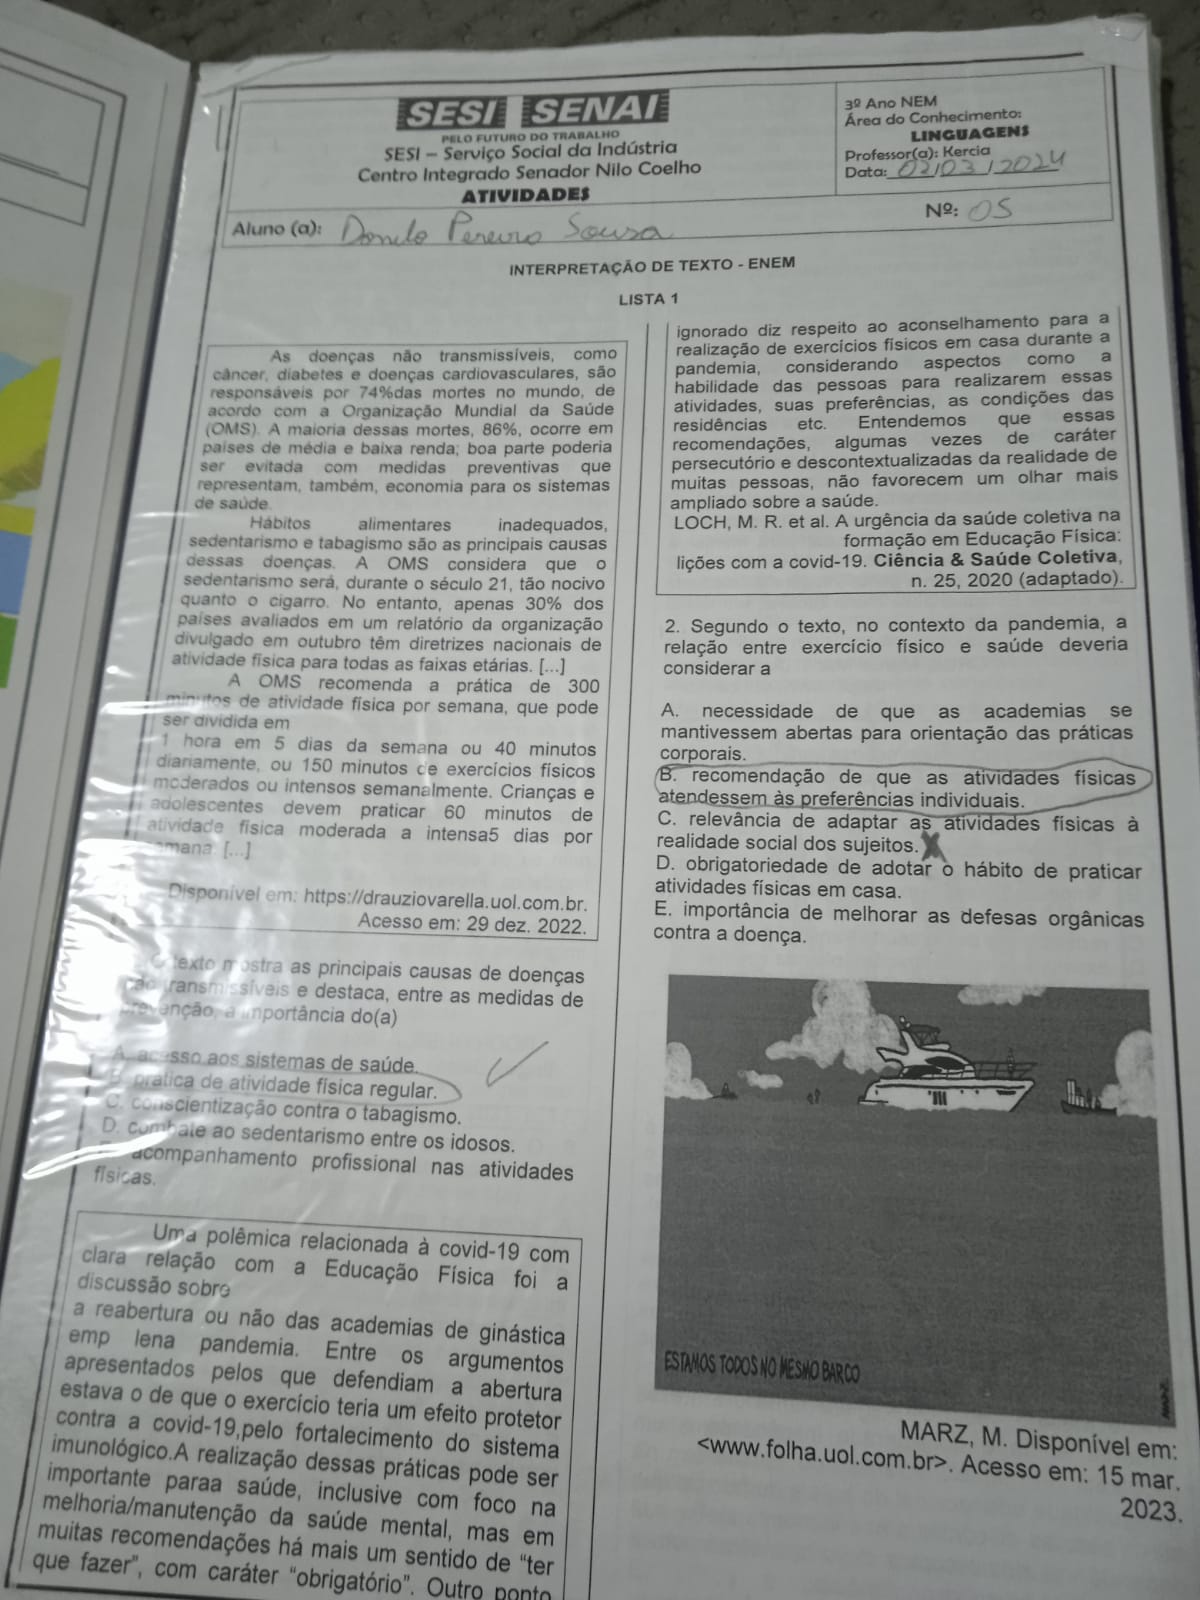 SESI SENAI
PELO FUTURO DO TRABALHO
SESI – Serviço Social da Indústria
Centro Integrado Senador Nilo Coelho
ATIVIDADES
3º Ano NEM
Área do Conhecimento:
LINGUAGENS
Professor(a): Kercia
Data: 02/03/2024
Aluno (a): Danilo Pereira Sousa
Nº: 05
INTERPRETAÇÃO DE TEXTO - ENEM
LISTA 1
As doenças não transmissíveis, como
câncer, diabetes e doenças cardiovasculares, são
responsáveis por 74%das mortes no mundo, de
acordo com a Organização Mundial da Saúde
(OMS). A maioria dessas mortes, 86%, ocorre em
países de média e baixa renda; boa parte poderia
ser evitada com medidas preventivas que
representam, também, economia para os sistemas
de saúde.
Hábitos alimentares inadequados,
sedentarismo e tabagismo são as principais causas
dessas doenças. A OMS considera que o
sedentarismo será, durante o século 21, tão nocivo
quanto o cigarro. No entanto, apenas 30% dos
países avaliados em um relatório da organização
divulgado em outubro têm diretrizes nacionais de
atividade física para todas as faixas etárias. [...]
A OMS recomenda a prática de 300
minutos de atividade física por semana, que pode
ser dividida em
1 hora em 5 dias da semana ou 40 minutos
diariamente, ou 150 minutos de exercícios físicos
moderados ou intensos semanalmente. Crianças e
adolescentes devem praticar 60 minutos de
atividade física moderada a intensa5 dias por
semana. [...]
Disponível em: https://drauziovarella.uol.com.br.
Acesso em: 29 dez. 2022.
O texto mostra as principais causas de doenças
não transmissíveis e destaca, entre as medidas de
prevenção, a importância do(a)
A. acesso aos sistemas de saúde.
B. prática de atividade física regular.
C. conscientização contra o tabagismo.
D. combate ao sedentarismo entre os idosos.
acompanhamento profissional nas atividades
físicas.
Uma polêmica relacionada à covid-19 com
clara relação com a Educação Física foi a
discussão sobre
a reabertura ou não das academias de ginástica
emp lena pandemia. Entre os argumentos
apresentados pelos que defendiam a abertura
estava o de que o exercício teria um efeito protetor
contra a covid-19,pelo fortalecimento do sistema
imunológico.A realização dessas práticas pode ser
importante paraa saúde, inclusive com foco na
melhoria/manutenção da saúde mental, mas em
muitas recomendações há mais um sentido de “ter
que fazer”, com caráter “obrigatório”. Outro ponto
ignorado diz respeito ao aconselhamento para a
realização de exercícios físicos em casa durante a
pandemia, considerando aspectos como a
habilidade das pessoas para realizarem essas
atividades, suas preferências, as condições das
residências etc. Entendemos que essas
recomendações, algumas vezes de caráter
persecutório e descontextualizadas da realidade de
muitas pessoas, não favorecem um olhar mais
ampliado sobre a saúde.
LOCH, M. R. et al. A urgência da saúde coletiva na
formação em Educação Física:
lições com a covid-19. Ciência & Saúde Coletiva,
n. 25, 2020 (adaptado).
2. Segundo o texto, no contexto da pandemia, a
relação entre exercício físico e saúde deveria
considerar a
A. necessidade de que as academias se
mantivessem abertas para orientação das práticas
corporais.
B. recomendação de que as atividades físicas
atendessem às preferências individuais.
C. relevância de adaptar as atividades físicas à
realidade social dos sujeitos.
D. obrigatoriedade de adotar o hábito de praticar
atividades físicas em casa.
E. importância de melhorar as defesas orgânicas
contra a doença.
ESTAMOS TODOS NO MESMO BARCO
MARZ, M. Disponível em:
<www.folha.uol.com.br>. Acesso em: 15 mar.
2023.